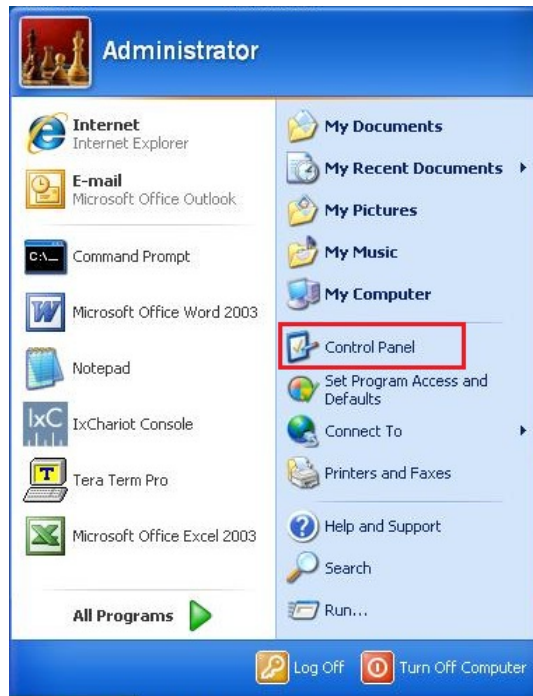 Administrator
Internet
Internet Explorer
E-mail
Microsoft Office Outlook
C:\_
Command Prompt
Microsoft Office Word 2003
Notepad
IxC
IxChariot Console
T
Tera Term Pro
Microsoft Office Excel 2003
All Programs
My Documents
My Recent Documents
My Pictures
My Music
My Computer
Control Panel
Set Program Access and
Defaults
Connect To
Printers and Faxes
Help and Support
Search
Run...
Log Off
Turn Off Computer